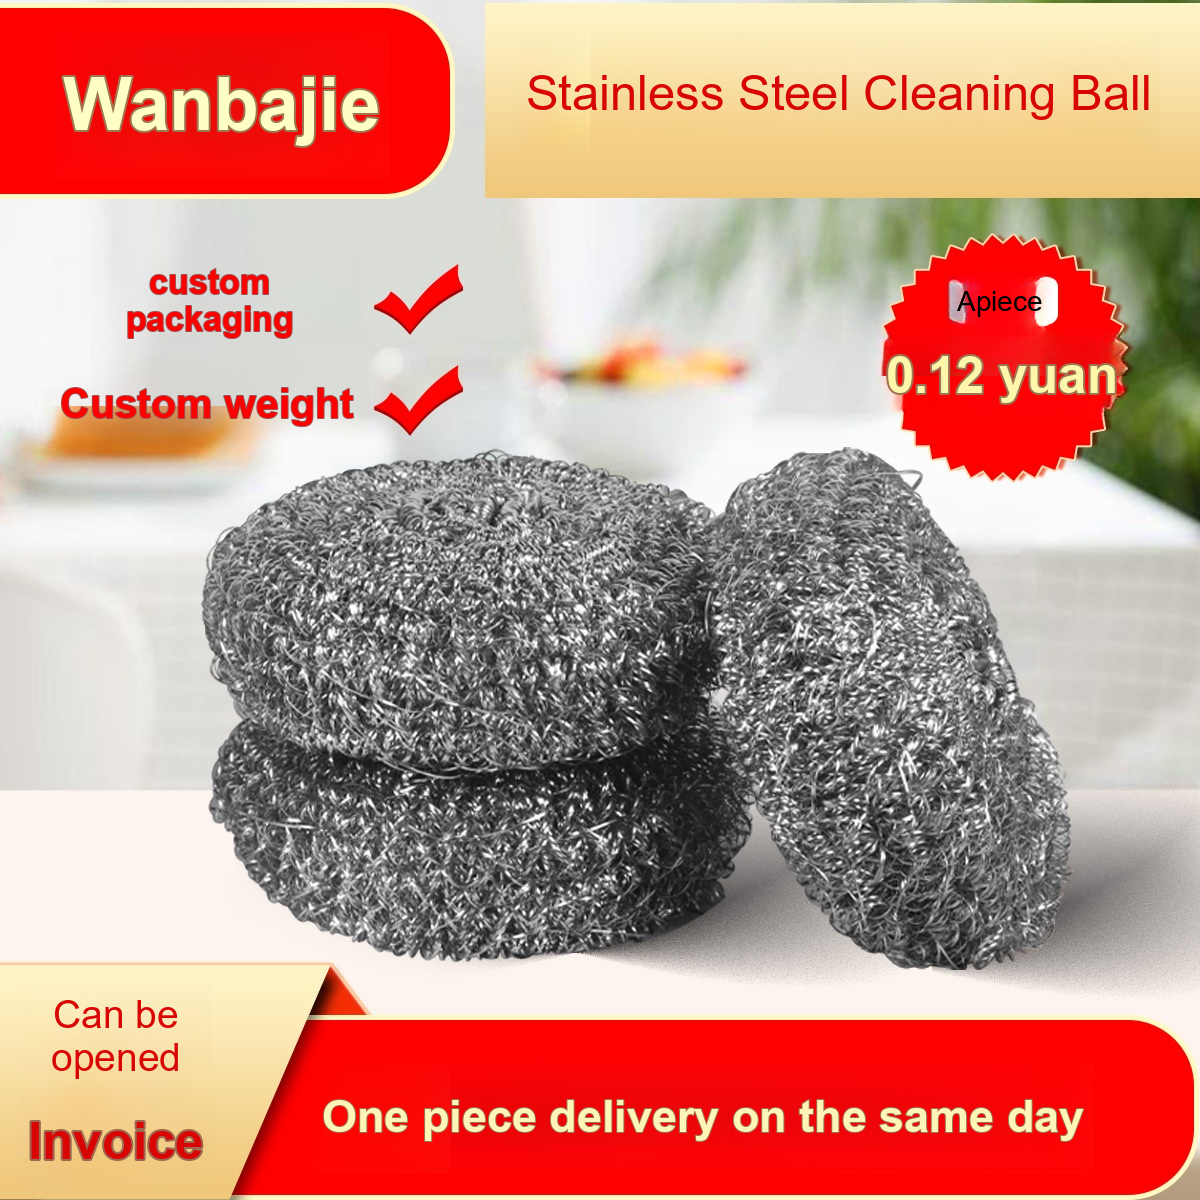 Wanbajie
Stainless Steel Cleaning Ball
custom
packaging
Custom weight
Apiece
0.12 yuan
Can be
opened
Invoice
One piece delivery on the same day